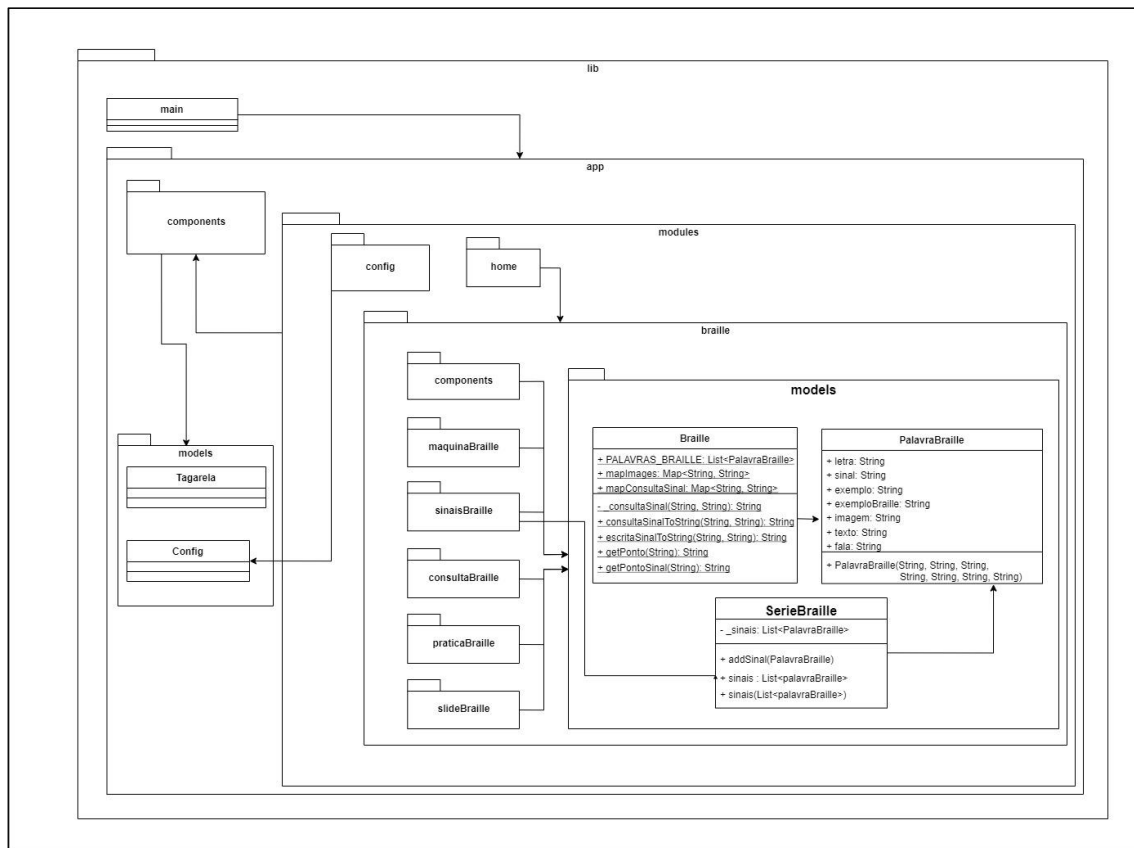 lib
main
app
components
modules
config
home
braille
components
models
maquinaBraille
Braille
PalavraBraille
+ PALAVRAS_BRAILLE: List<PalavraBraille>
+ mapImages: Map<String, String>
+ mapConsultaSinal: Map<String, String>
- _consultaSinal(String, String): String
+ consultaSinalToString(String, String): String
+ escritaSinalToString(String, String): String
+ getPonto(String): String
+ getPontoSinal(String): String
+ letra: String
+ sinal: String
+ exemplo: String
+ exemploBraille: String
+ imagem: String
+ texto: String
+ fala: String
+ PalavraBraille(String, String, String,
String, String, String, String)
models
Tagarela
Config
sinaisBraille
consultaBraille
praticaBraille
slideBraille
SerieBraille
- _sinais: List<PalavraBraille>
+ addSinal(PalavraBraille)
+ sinais : List<palavraBraille>
+ sinais(List<palavraBraille>)